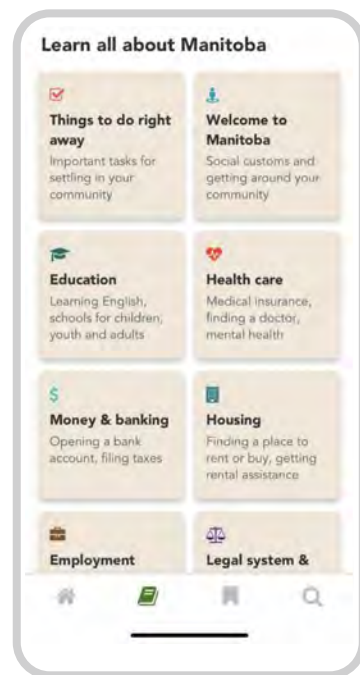 Learn all about Manitoba
Things to do right
away
Important tasks for
settling in your
community
Welcome to
Manitoba
Social customs and
getting around your
community
Education
Learning English,
schools for children,
youth and adults
Health care
Medical insurance,
finding a doctor,
mental health
Money & banking
Opening a bank
account, filing taxes
Housing
Finding a place to
rent or buy, getting
rental assistance
Employment
Legal system &